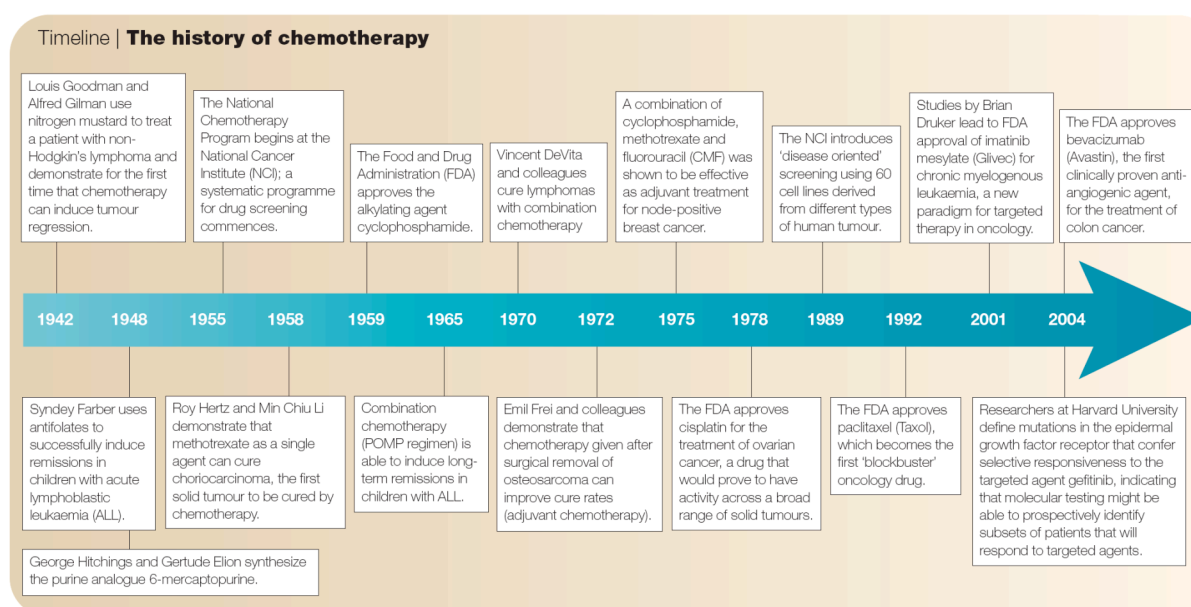 Timeline | The history of chemotherapy
Louis Goodman and
Alfred Gilman use
nitrogen mustard to treat
a patient with non-
Hodgkin's lymphoma and
demonstrate for the first
time that chemotherapy
can induce tumour
regression.
The National
Chemotherapy
Program begins at the
National Cancer
Institute (NCI); a
systematic programme
for drug screening
commences.
The Food and Drug
Administration (FDA)
approves the
alkylating agent
cyclophosphamide.
Vincent DeVita
and colleagues
cure lymphomas
with combination
chemotherapy
A combination of
cyclophosphamide,
methotrexate and
fluorouracil (CMF) was
shown to be effective
as adjuvant treatment
for node-positive
breast cancer.
The NCI introduces
'disease oriented'
screening using 60
cell lines derived
from different types
of human tumour.
Studies by Brian
Druker lead to FDA
approval of imatinib
mesylate (Glivec) for
chronic myelogenous
leukaemia, a new
paradigm for targeted
therapy in oncology.
The FDA approves
bevacizumab
(Avastin), the first
clinically proven anti-
angiogenic agent,
for the treatment of
colon cancer.
1942 1948 1955 1958 1959 1965 1970 1972 1975 1978 1989 1992 2001 2004
Syndey Farber uses
antifolates to
successfully induce
remissions in
children with acute
lymphoblastic
leukaemia (ALL).
George Hitchings and Gertude Elion synthesize
the purine analogue 6-mercaptopurine.
Roy Hertz and Min Chiu Li
demonstrate that
methotrexate as a single
agent can cure
choriocarcinoma, the first
solid tumour to be cured by
chemotherapy.
Combination
chemotherapy
(POMP regimen) is
able to induce long-
term remissions in
children with ALL.
Emil Frei and colleagues
demonstrate that
chemotherapy given after
surgical removal of
osteosarcoma can
improve cure rates
(adjuvant chemotherapy).
The FDA approves
cisplatin for the
treatment of ovarian
cancer, a drug that
would prove to have
activity across a broad
range of solid tumours.
The FDA approves
paclitaxel (Taxol),
which becomes the
first 'blockbuster'
oncology drug.
Researchers at Harvard University
define mutations in the epidermal
growth factor receptor that confer
selective responsiveness to the
targeted agent gefitinib, indicating
that molecular testing might be
able to prospectively identify
subsets of patients that will
respond to targeted agents.